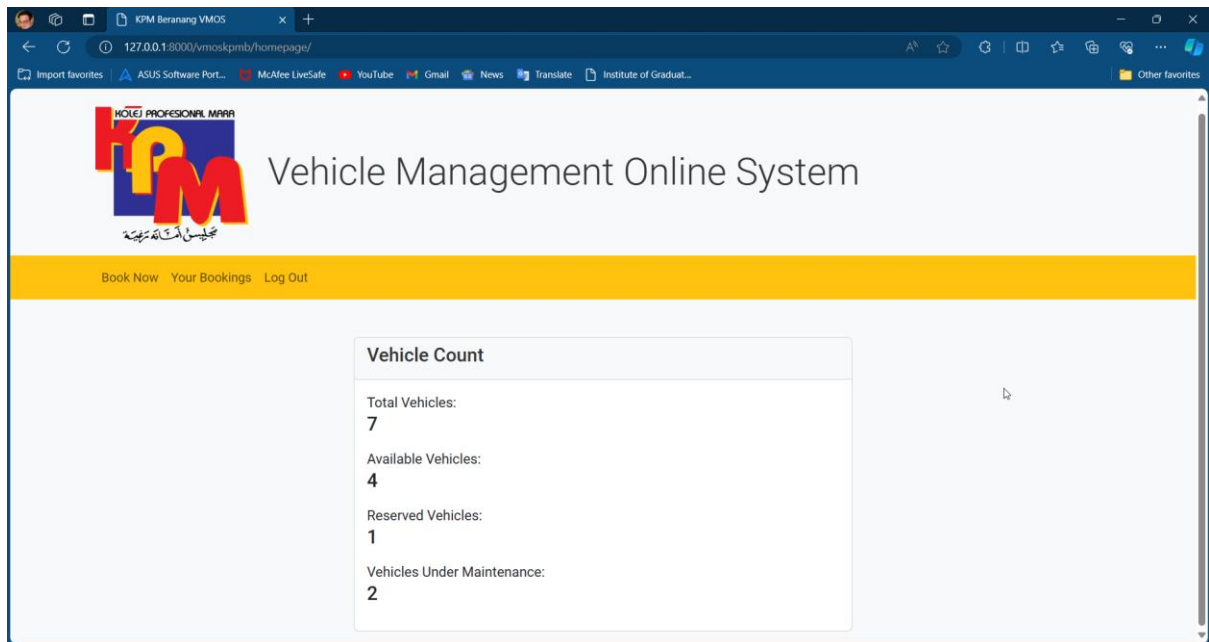 KPM Beranang VMOS
127.0.0.1:8000/vmoskpmb/homepage/
Import favorites
ASUS Software Port...
McAfee LiveSafe
YouTube
Gmail
News
Translate
Institute of Graduat...
Other favorites
KOLEJ PROFESIONAL MARA
KPM
Vehicle Management Online System
Book Now Your Bookings Log Out
Vehicle Count
Total Vehicles:
7
Available Vehicles:
4
Reserved Vehicles:
1
Vehicles Under Maintenance:
2